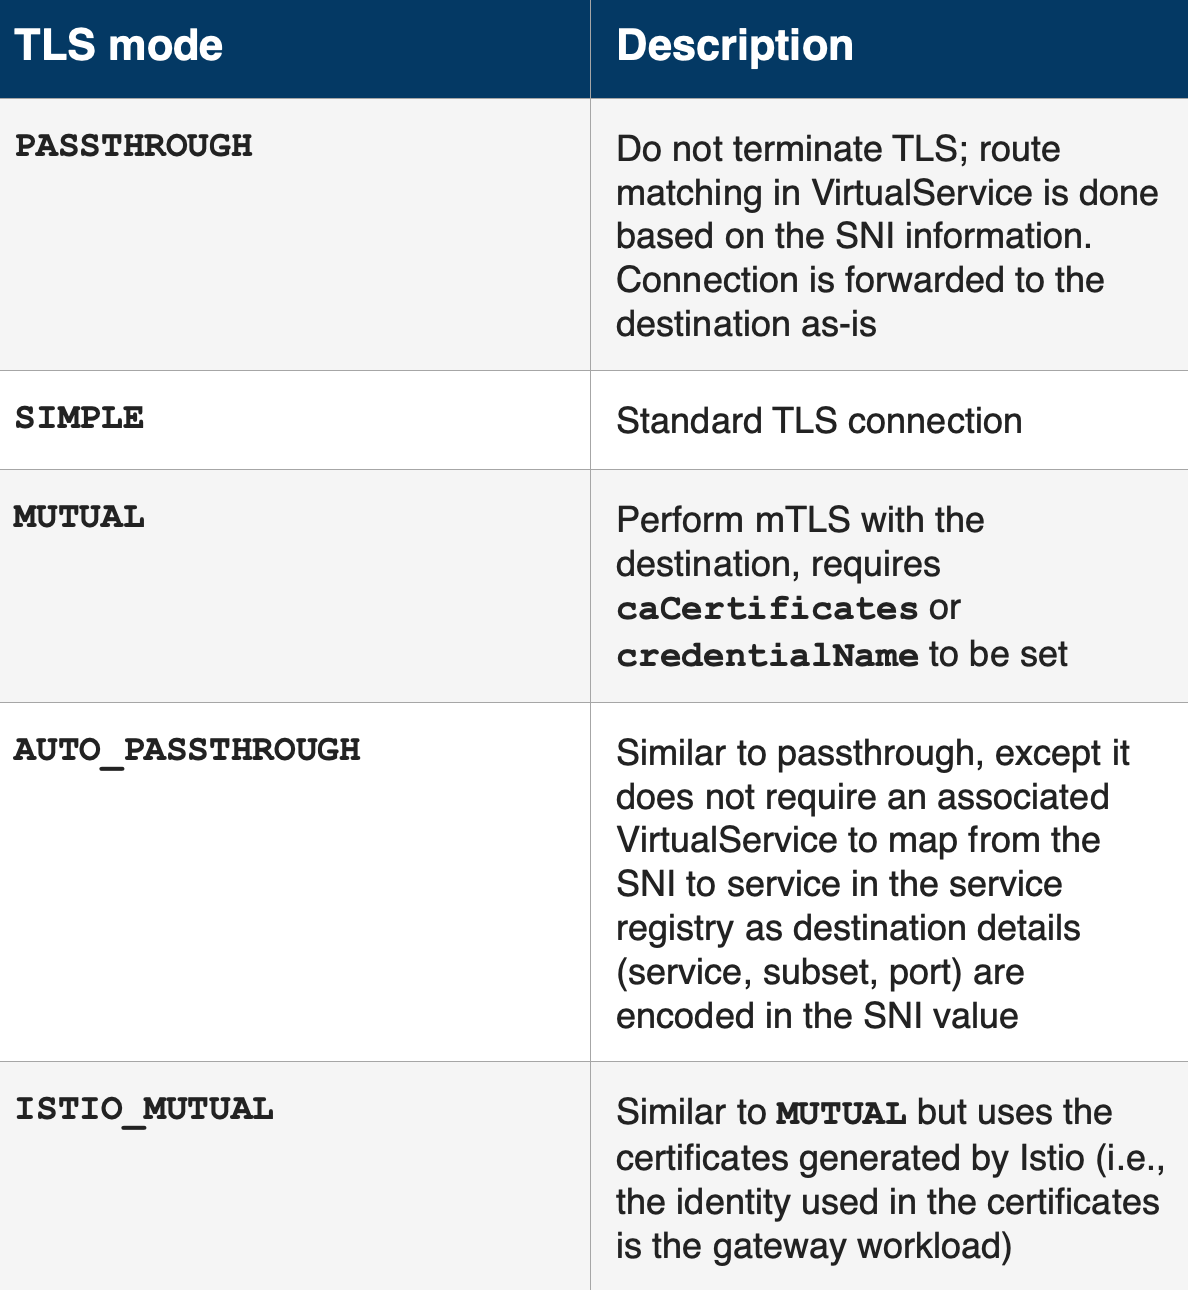 TLS mode
Description
PASSTHROUGH
Do not terminate TLS; route
matching in VirtualService is done
based on the SNI information.
Connection is forwarded to the
destination as-is
SIMPLE
Standard TLS connection
MUTUAL
Perform mTLS with the
destination, requires
caCertificates or
credentialName to be set
AUTO_PASSTHROUGH
Similar to passthrough, except it
does not require an associated
VirtualService to map from the
SNI to service in the service
registry as destination details
(service, subset, port) are
encoded in the SNI value
ISTIO_MUTUAL
Similar to MUTUAL but uses the
certificates generated by Istio (i.e.,
the identity used in the certificates
is the gateway workload)